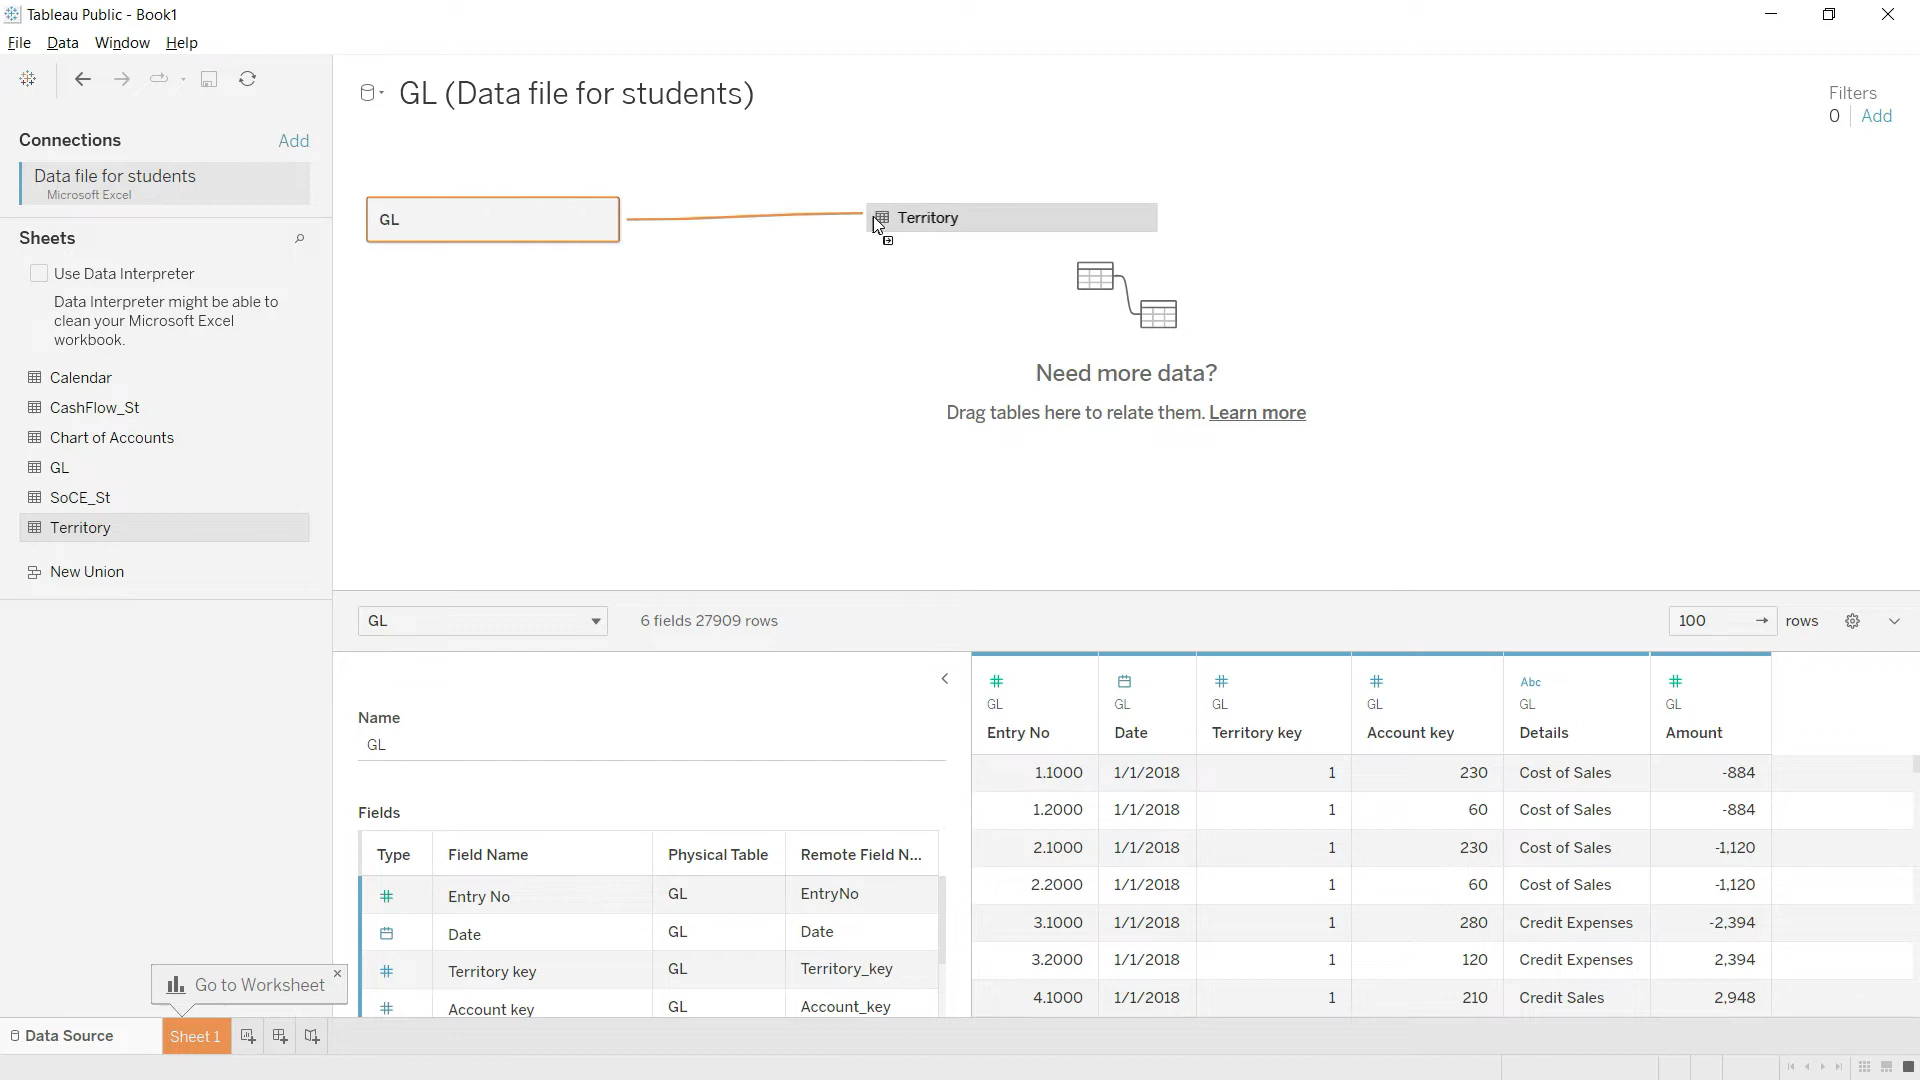 Tableau Public - Book1
File Data Window Help
GL (Data file for students)
Filters
0 Add
Connections Add
Data file for students
Microsoft Excel
GL
Territory
Sheets
Use Data Interpreter
Data Interpreter might be able to
clean your Microsoft Excel
workbook.
Calendar
CashFlow_St
Chart of Accounts
GL
SoCE_St
Territory
New Union
Need more data?
Drag tables here to relate them. Learn more
GL 6 fields 27909 rows 100 rows
Name
GL
Fields
Type Field Name Physical Table Remote Field N...
Entry No GL EntryNo
Date GL Date
Territory key GL Territory_key
Account key GL Account_key
Abc
GL GL GL GL GL GL
Entry No Date Territory key Account key Details Amount
1.1000 1/1/2018 1 230 Cost of Sales -884
1.2000 1/1/2018 1 60 Cost of Sales -884
2.1000 1/1/2018 1 230 Cost of Sales -1,120
2.2000 1/1/2018 1 60 Cost of Sales -1,120
3.1000 1/1/2018 1 280 Credit Expenses -2,394
3.2000 1/1/2018 1 120 Credit Expenses 2,394
4.1000 1/1/2018 1 210 Credit Sales 2,948
Go to Worksheet
Data Source Sheet 1